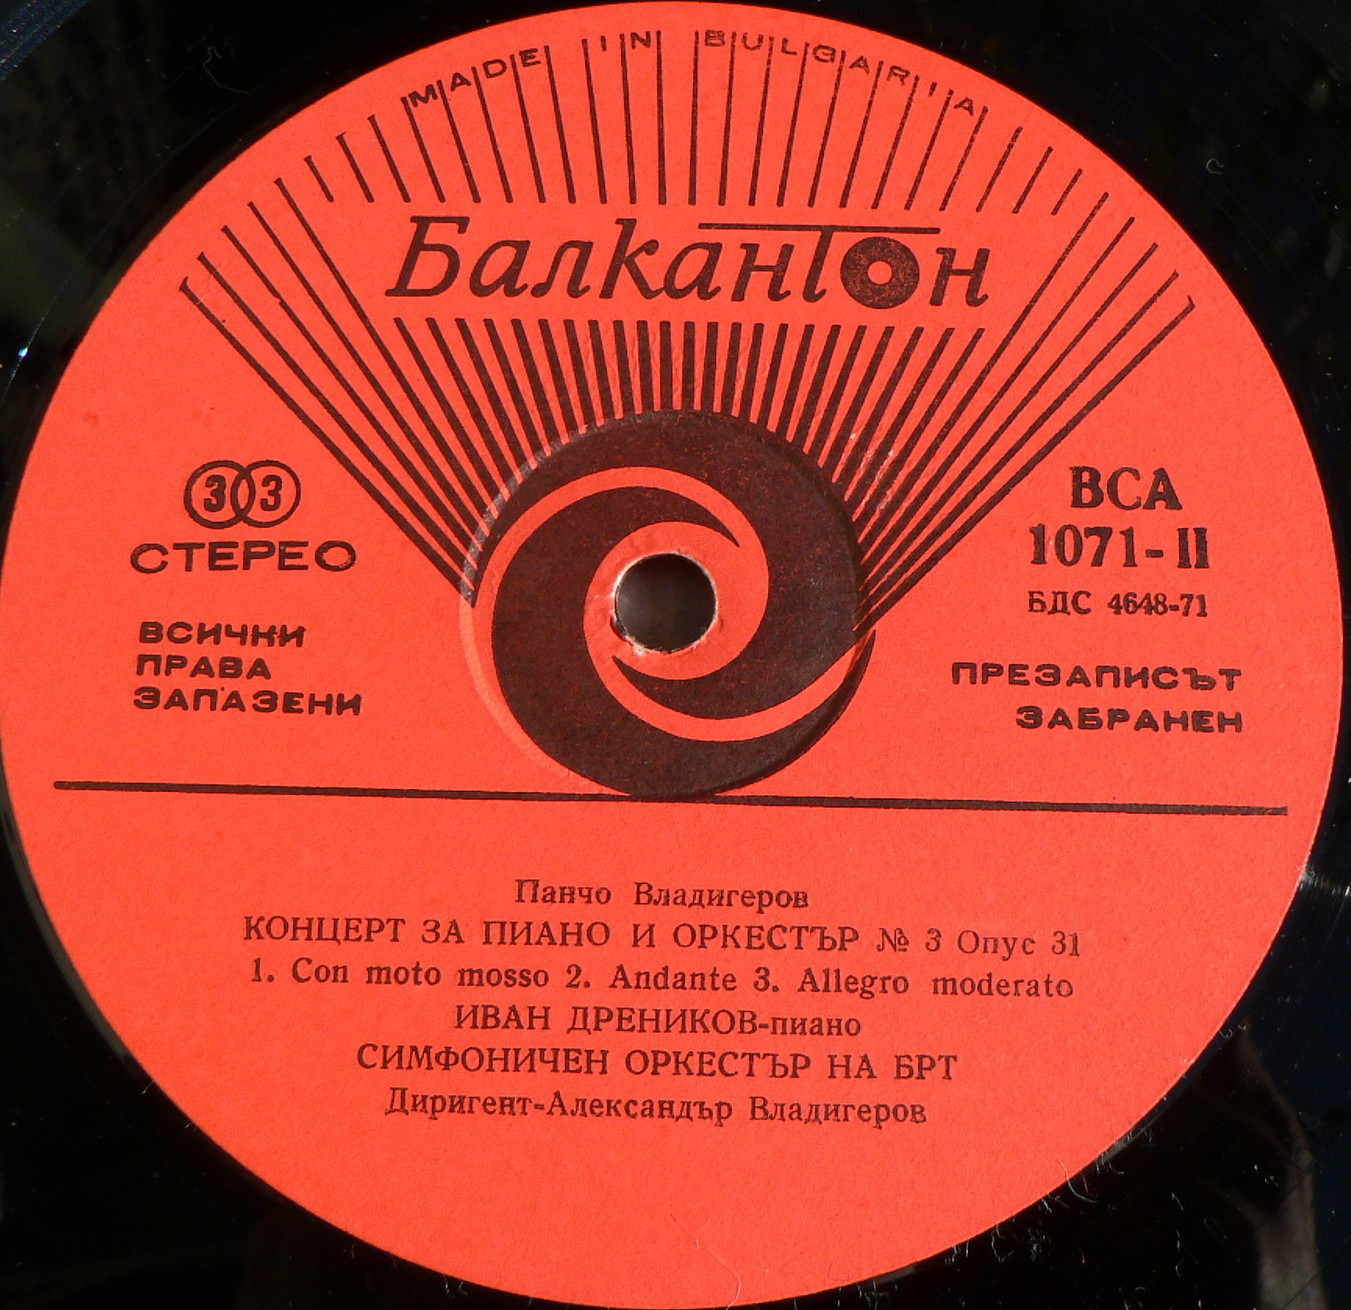 MADE IN BULGARIA
Балкантон
33
СТЕРЕО
ВСИЧКИ
ПРАВА
ЗАПАЗЕНИ
ВСА
1071-II
БДС 4648-71
ПРЕЗАПИСЪТ
ЗАБРАНЕН
Панчо Владигеров
КОНЦЕРТ ЗА ПИАНО И ОРКЕСТЪР № 3 Опус 31
1. Con moto mosso 2. Andante 3. Allegro moderato
ИВАН ДРЕНИКОВ-пиано
СИМФОНИЧЕН ОРКЕСТЪР НА БРТ
Диригент-Александър Владигеров